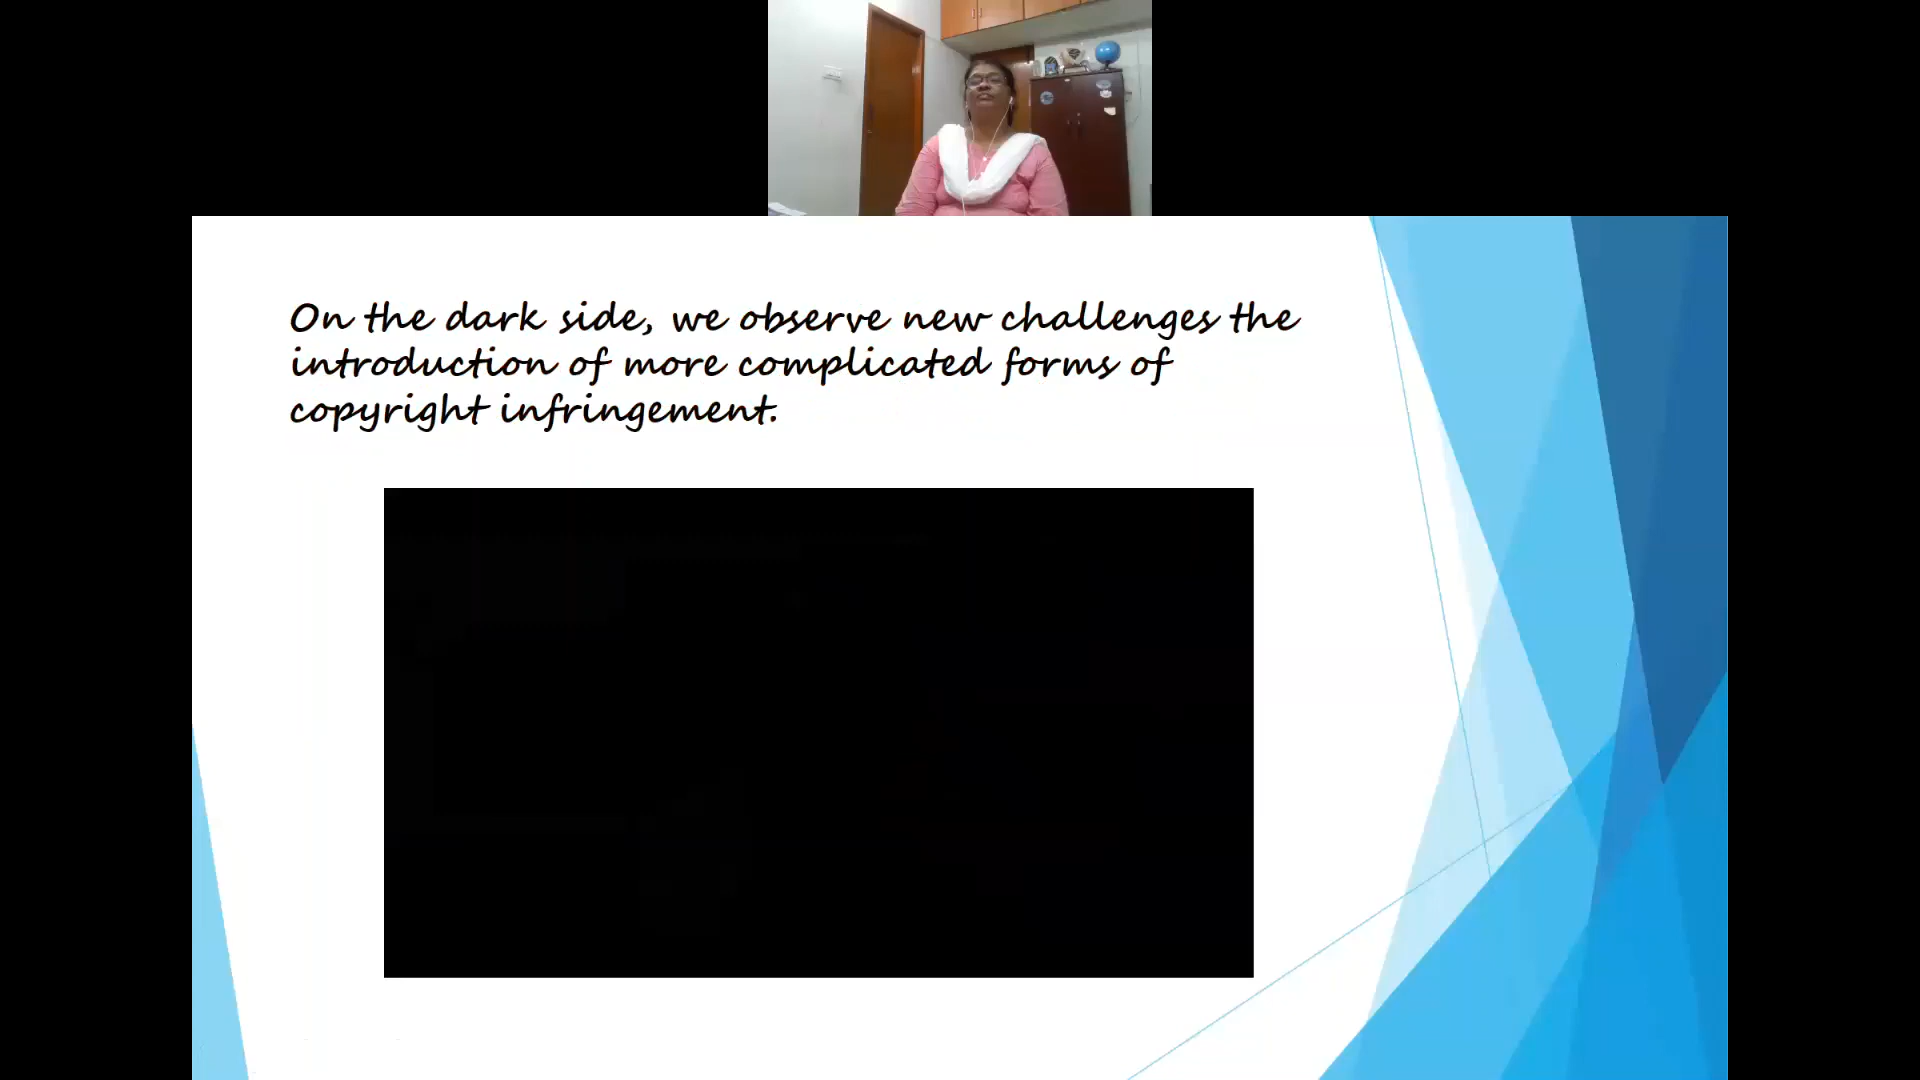 On the dark side, we observe new challenges the
introduction of more complicated forms of
copyright infringement.